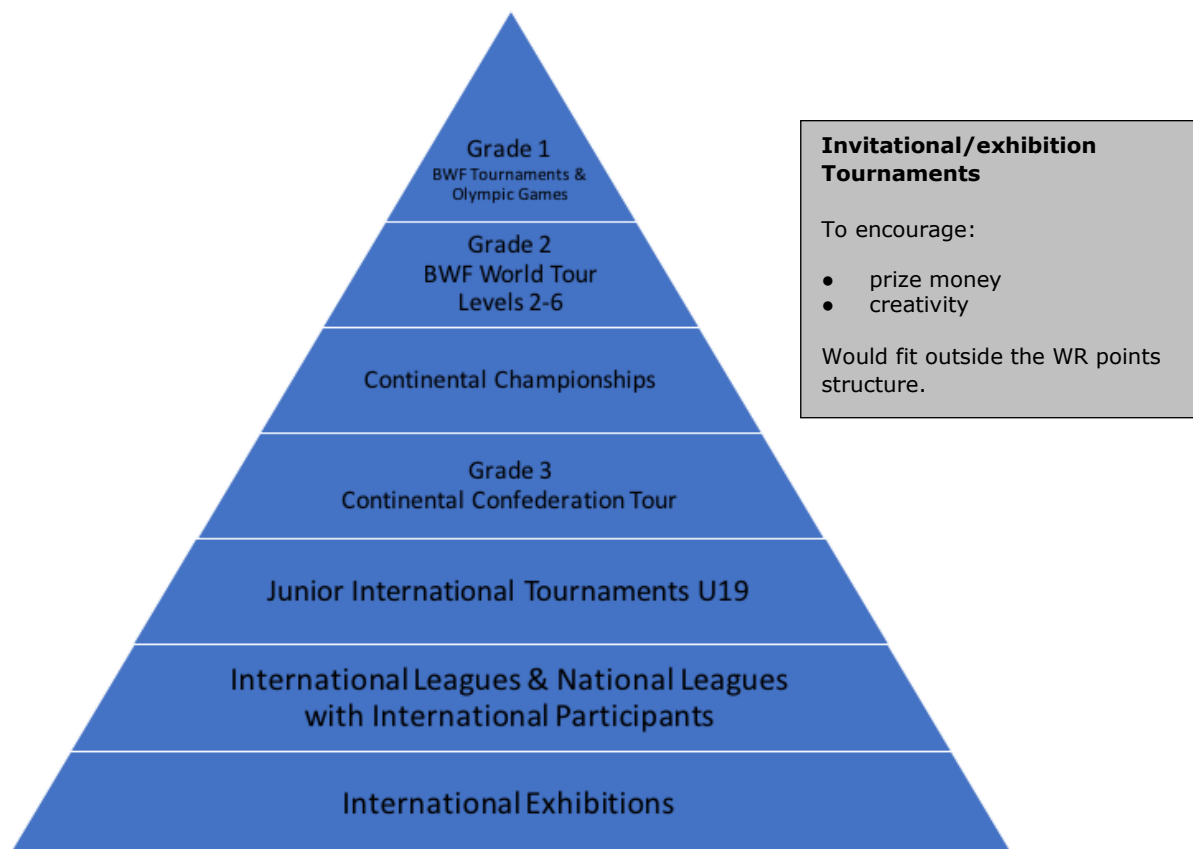 Grade 1
BWF Tournaments &
Olympic Games
Grade 2
BWF World Tour
Levels 2-6
Continental Championships
Grade 3
Continental Confederation Tour
Junior International Tournaments U19
International Leagues & National Leagues
with International Participants
International Exhibitions
Invitational/exhibition
Tournaments
To encourage:
● prize money
● creativity
Would fit outside the WR points
structure.